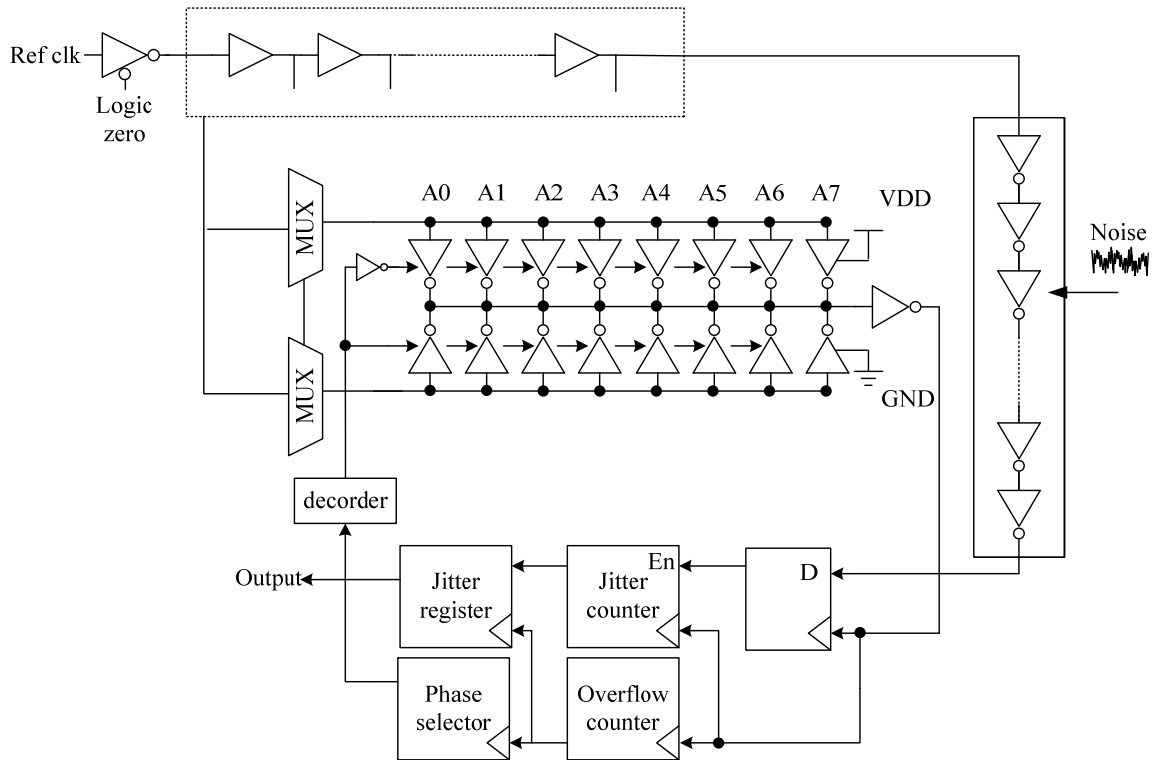 Ref clk
Logic
zero
A0 A1 A2 A3 A4 A5 A6 A7
VDD
MUX
Noise
MUX
GND
decorder
En
D
Output
Jitter
register
Jitter
counter
Phase
selector
Overflow
counter